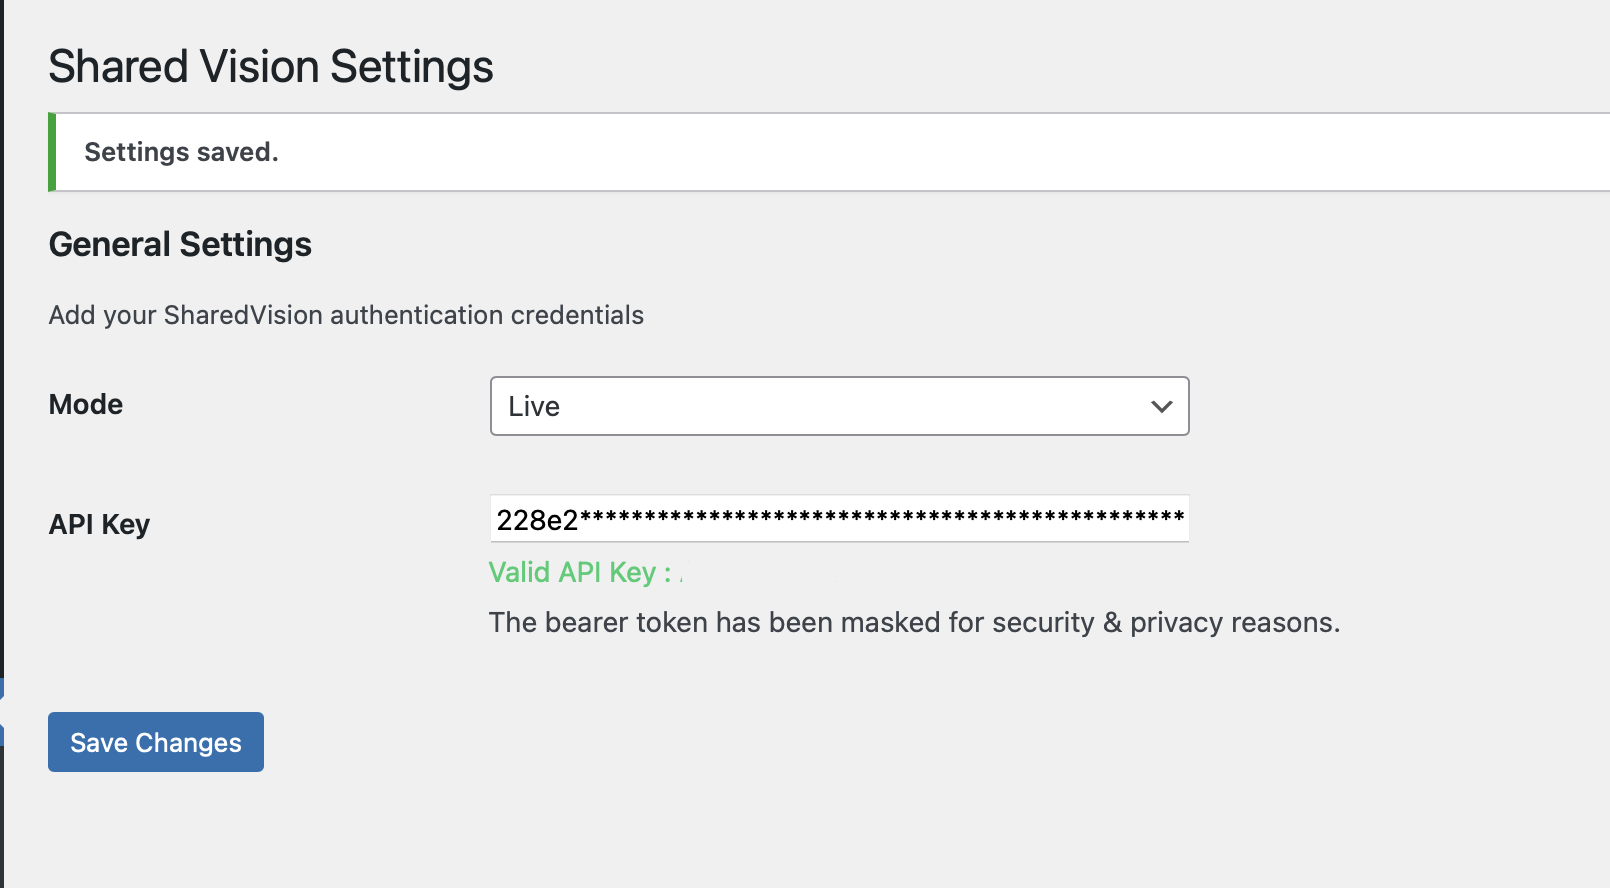 Shared Vision Settings
Settings saved.
General Settings
Add your SharedVision authentication credentials
Mode
Live
API Key
228e2***********************************************
Valid API Key :
The bearer token has been masked for security & privacy reasons.
Save Changes